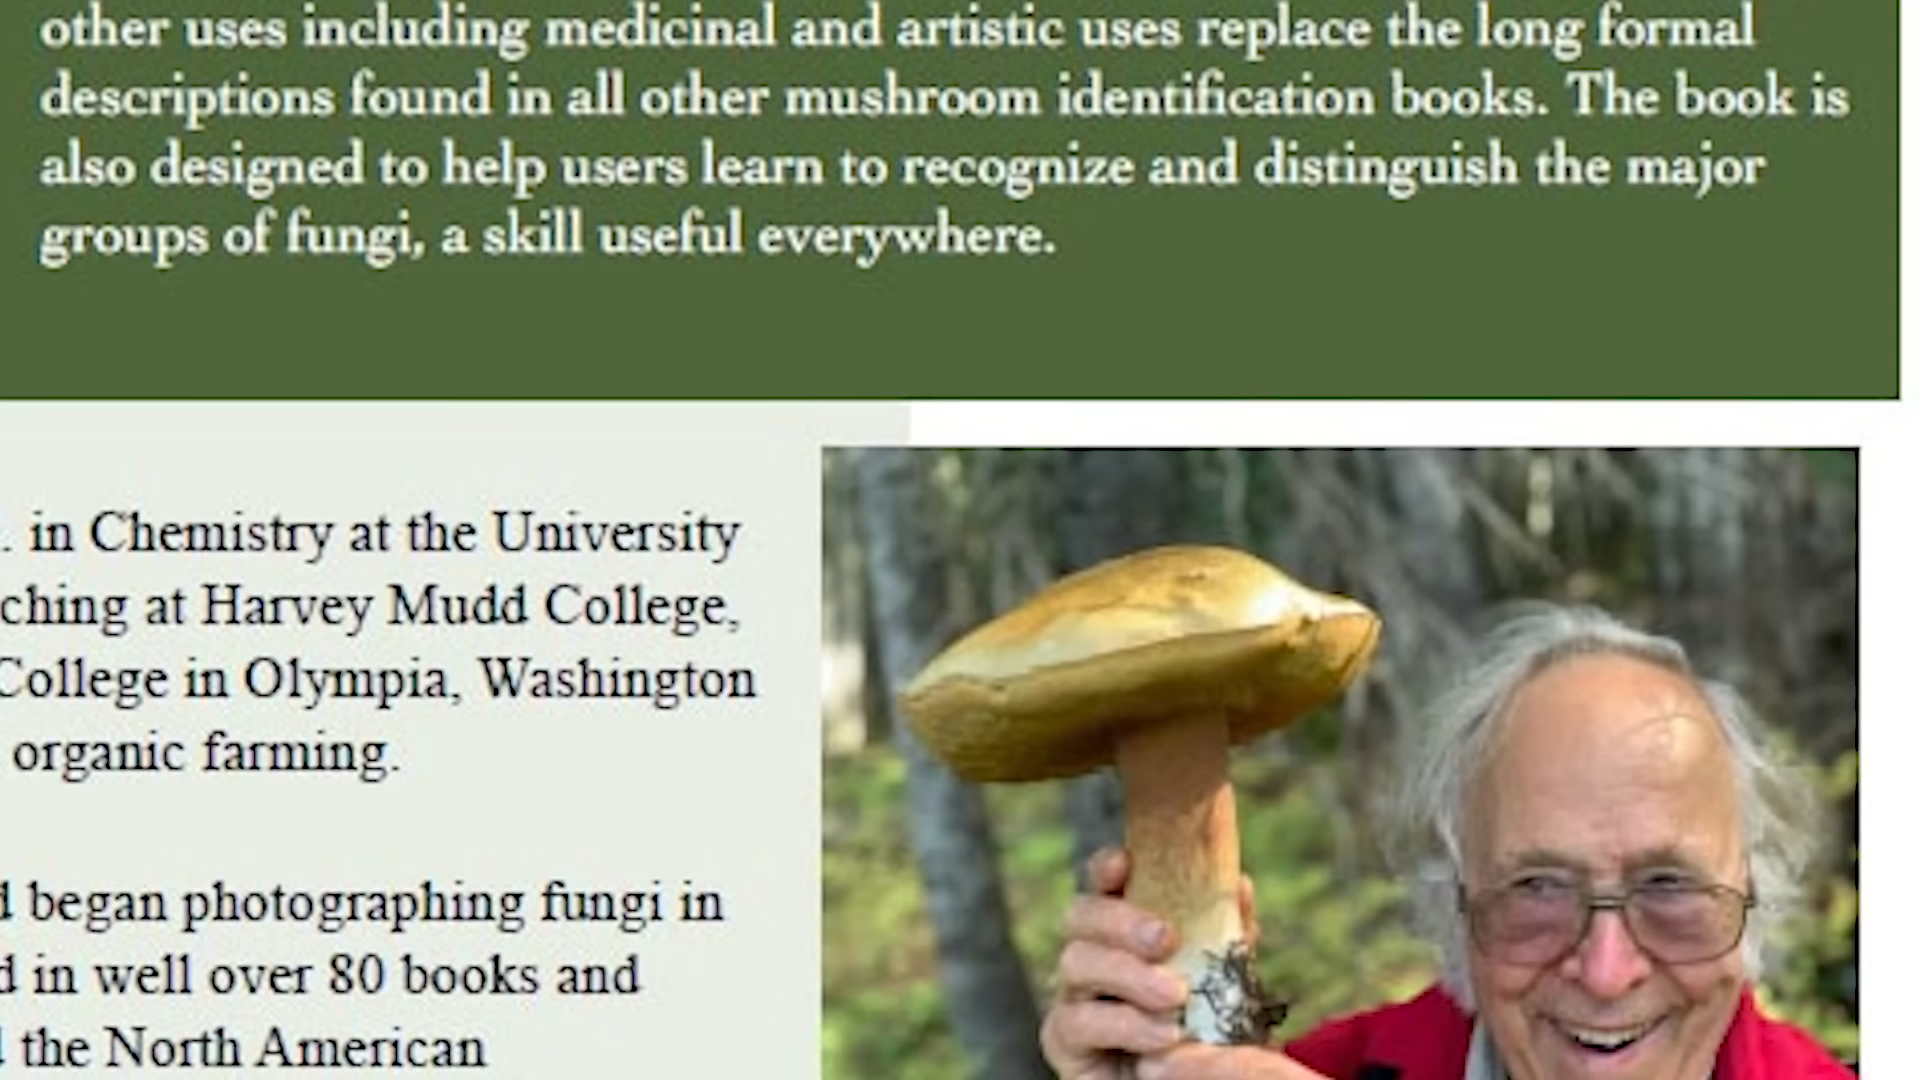 other uses including medicinal and artistic uses replace the long formal
descriptions found in all other mushroom identification books. The book is
also designed to help users learn to recognize and distinguish the major
groups of fungi, a skill useful everywhere.
. in Chemistry at the University
ching at Harvey Mudd College,
College in Olympia, Washington
organic farming.
d began photographing fungi in
d in well over 80 books and
d the North American